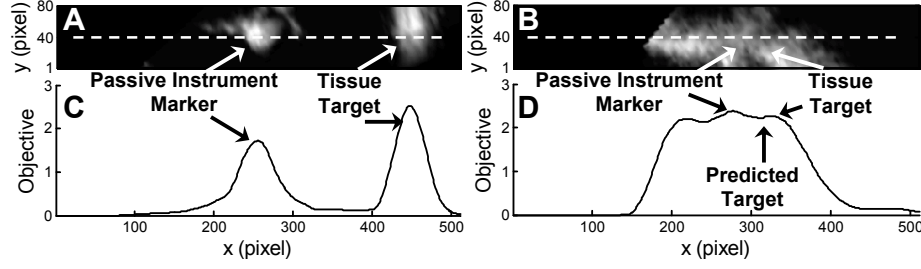 A
y (pixel)
80
40
1
Passive Instrument
Marker
Tissue
Target
B
y (pixel)
80
40
1
Passive Instrument
Marker
Tissue
Target
C
Objective
3
2
1
0
100 200 300 400 500
x (pixel)
D
Objective
3
2
1
0
Predicted
Target
100 200 300 400 500
x (pixel)